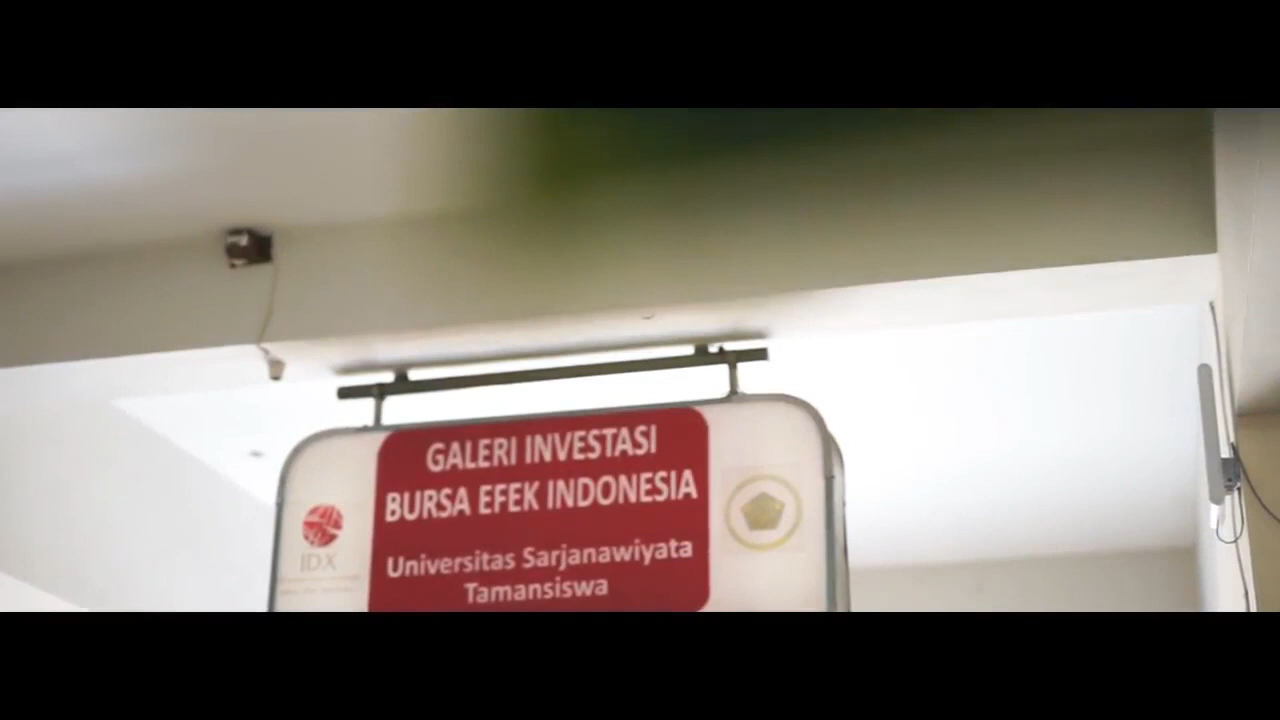 GALERI INVESTASI
BURSA EFEK INDONESIA
Universitas Sarjanawiyata
Tamansiswa
IDX